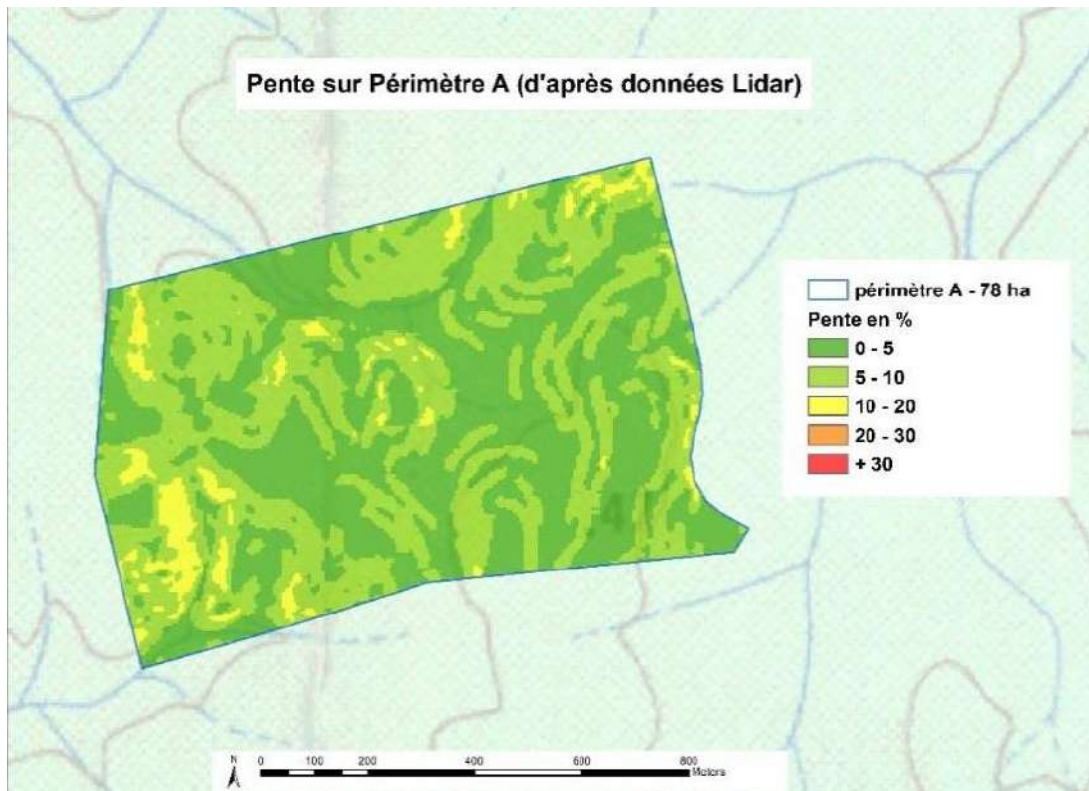 Pente sur Périmètre A (d'après données Lidar)
périmètre A - 78 ha
Pente en %
0 - 5
5 - 10
10 - 20
20 - 30
+ 30
N
0 100 200 400 600 800
Meters